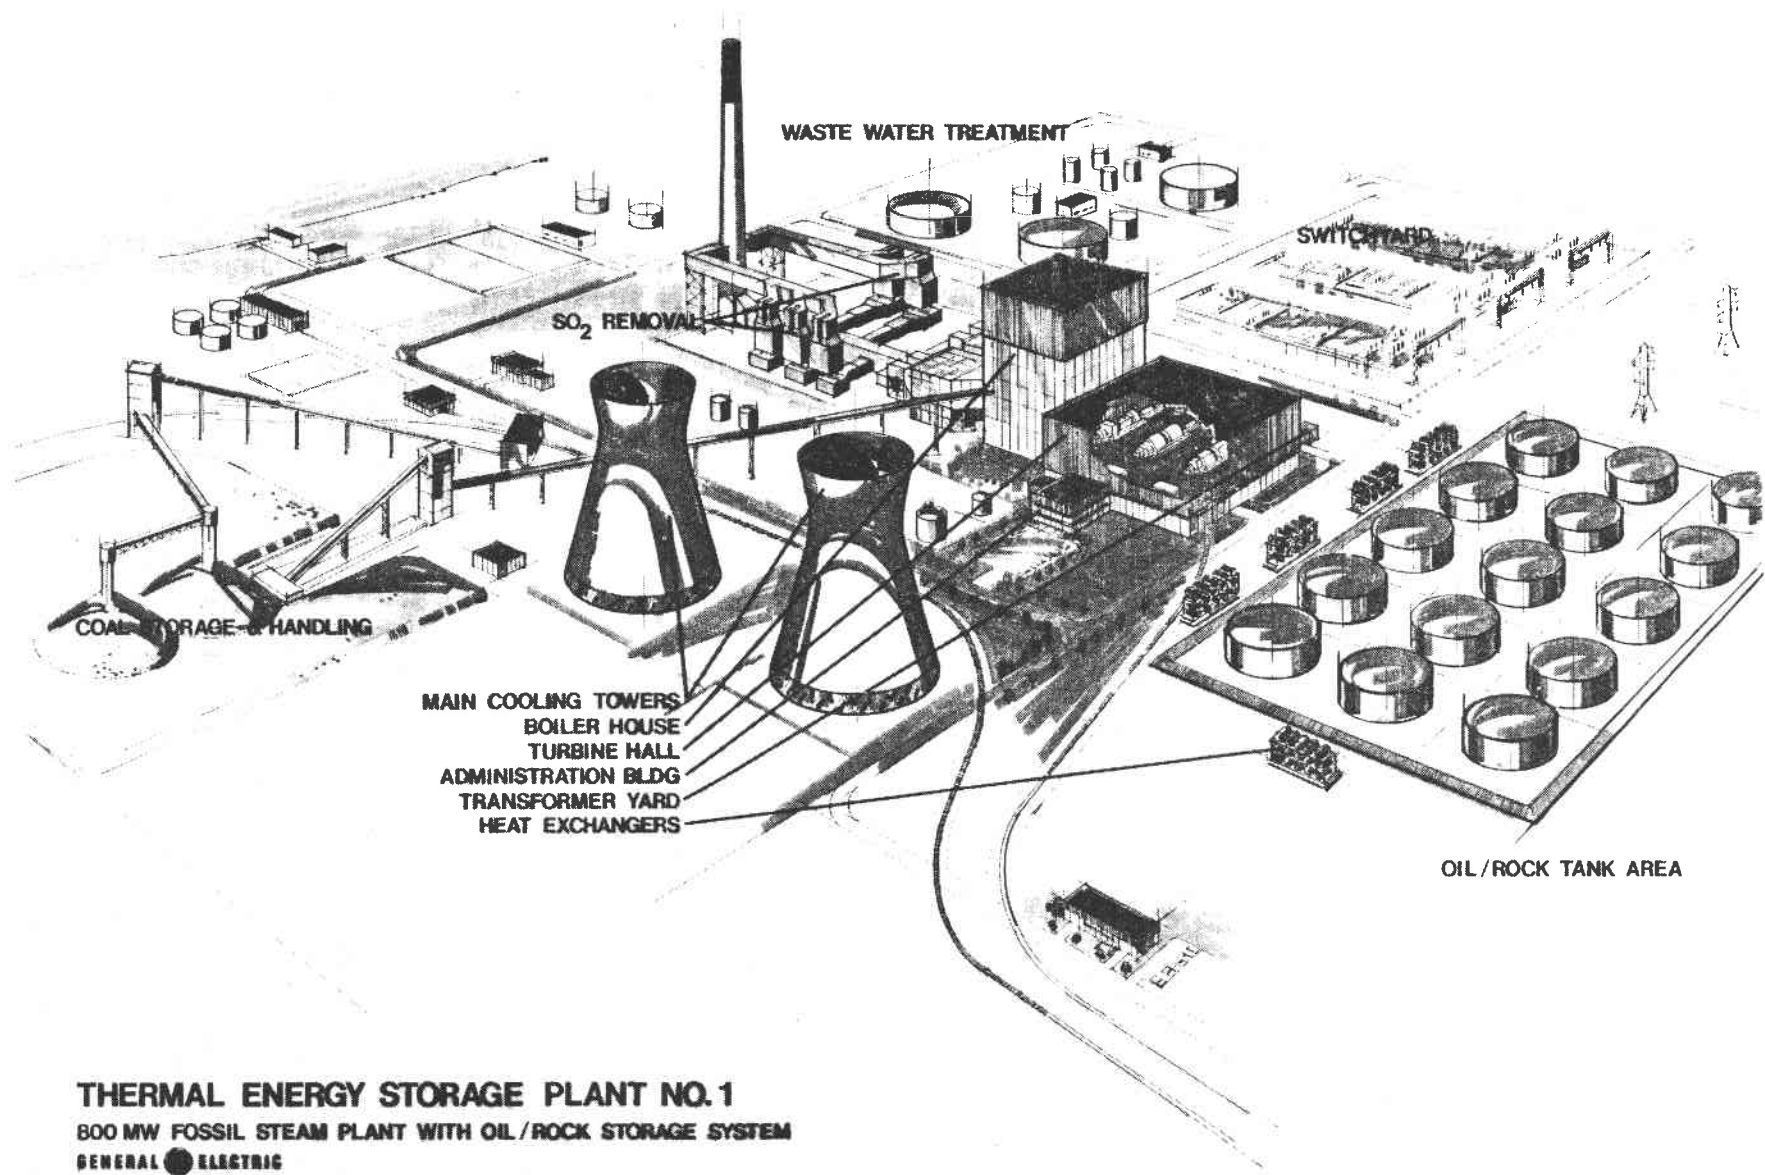 WASTE WATER TREATMENT
SWITCHYARD
SO2 REMOVAL
COAL STORAGE & HANDLING
MAIN COOLING TOWERS
BOILER HOUSE
TURBINE HALL
ADMINISTRATION BLDG
TRANSFORMER YARD
HEAT EXCHANGERS
OIL/ROCK TANK AREA
THERMAL ENERGY STORAGE PLANT NO. 1
800 MW FOSSIL STEAM PLANT WITH OIL/ROCK STORAGE SYSTEM
GENERAL ELECTRIC